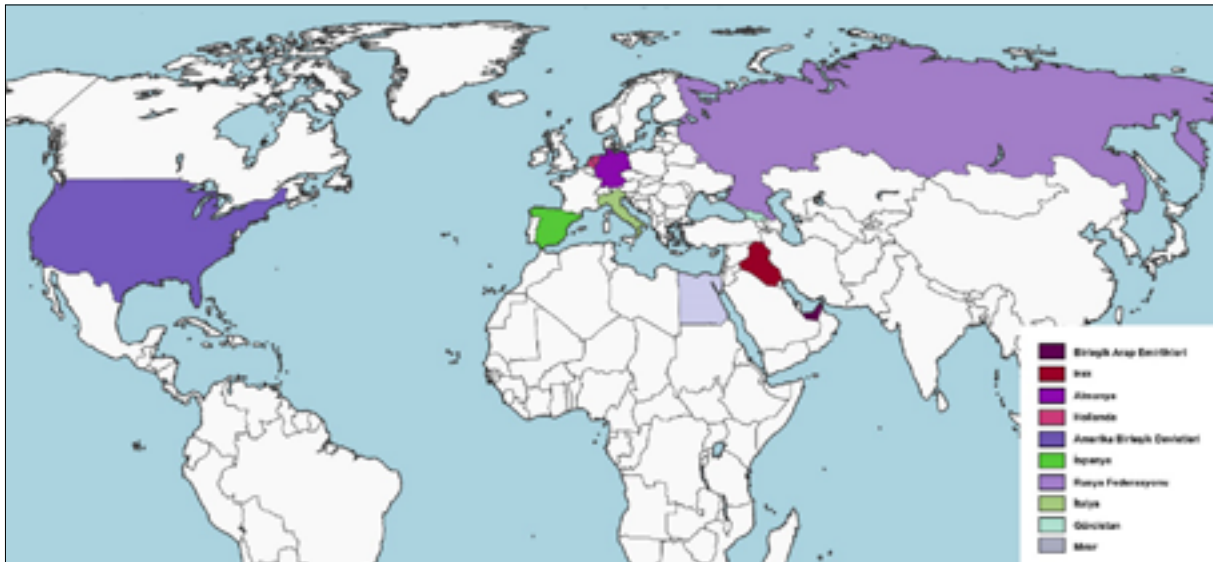 Birleşik Arap Emirlikleri
Irak
Almanya
Hollanda
Amerika Birleşik Devletleri
İspanya
Rusya Federasyonu
İtalya
Gürcistan
Mısır